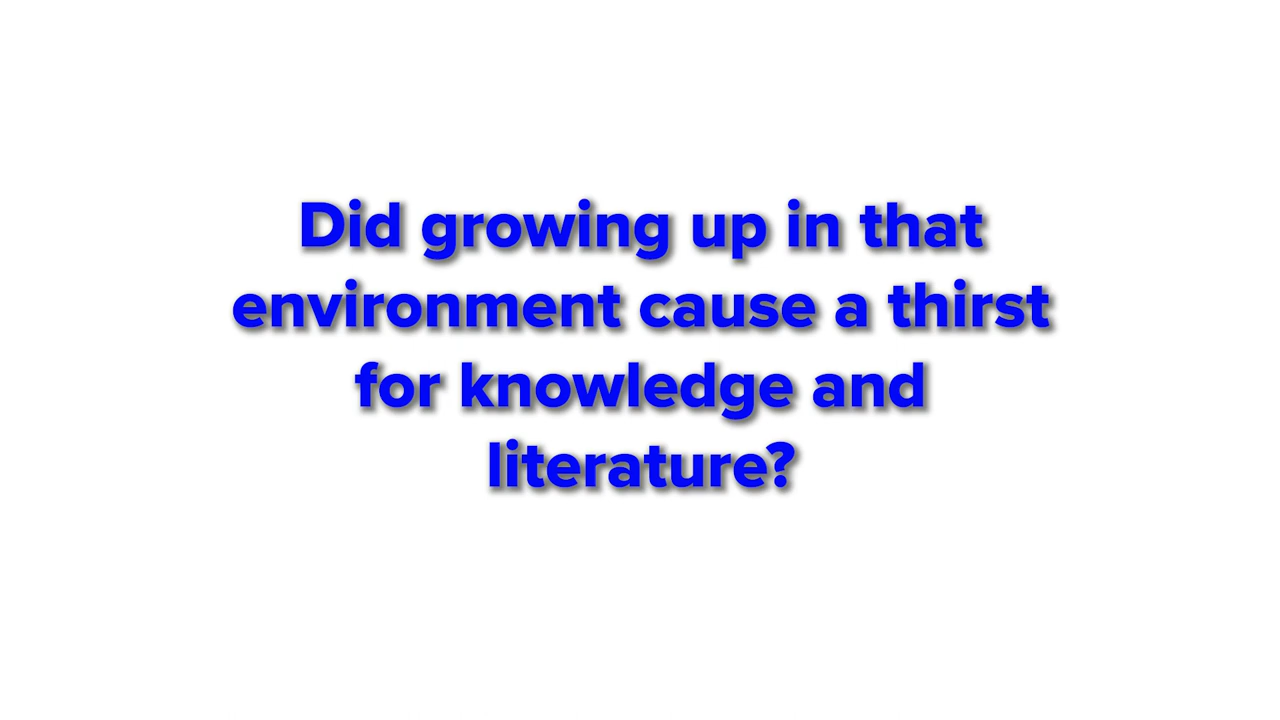 Did growing up in that
environment cause a thirst
for knowledge and
literature?